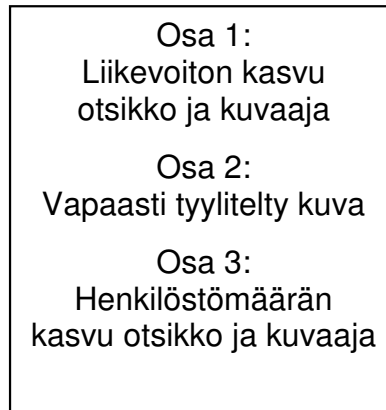 Osa 1:
Liikevoiton kasvu
otsikko ja kuvaaja
Osa 2:
Vapaasti tyylitelty kuva
Osa 3:
Henkilöstömäärän
kasvu otsikko ja kuvaaja